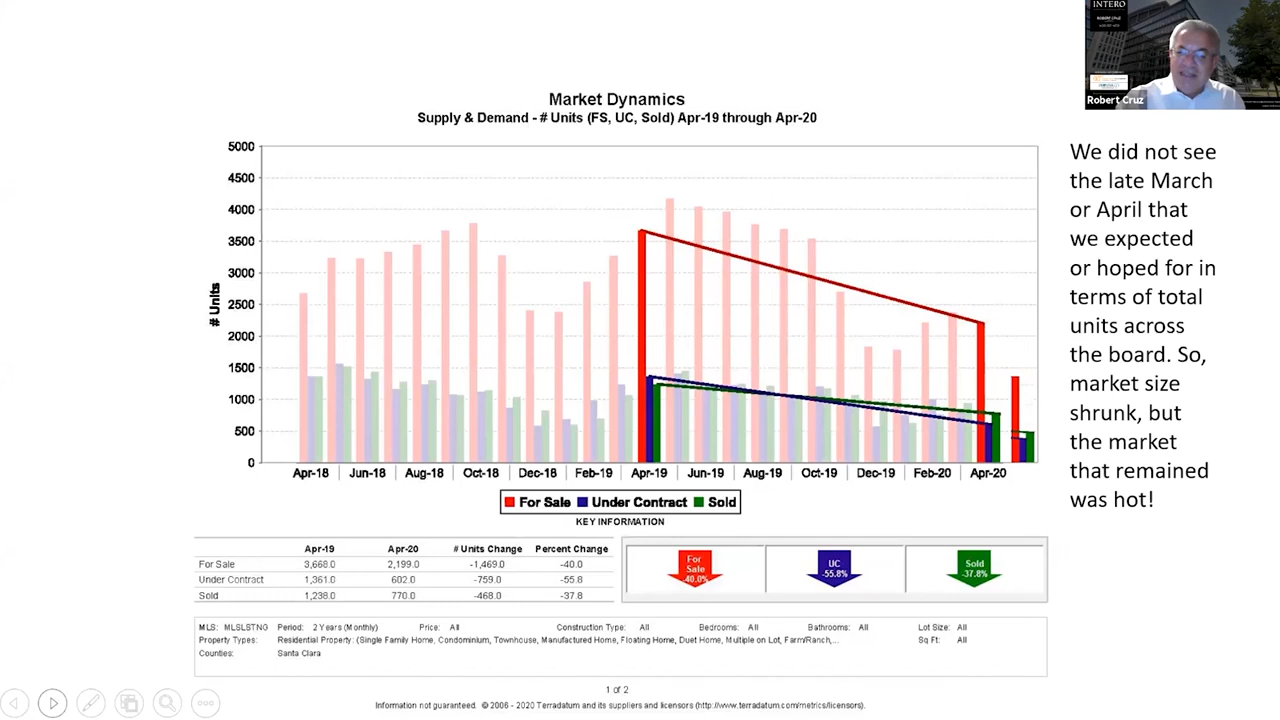 INTERO
ROBERT CRUZ
Robert Cruz
Market Dynamics
Supply & Demand - # Units (FS, UC, Sold) Apr-19 through Apr-20
We did not see
the late March
or April that
we expected
or hoped for in
terms of total
units across
the board. So,
market size
shrunk, but
the market
that remained
was hot!
# Units
5000
4500
4000
3500
3000
2500
2000
1500
1000
500
0
Apr-18 Jun-18 Aug-18 Oct-18 Dec-18 Feb-19 Apr-19 Jun-19 Aug-19 Oct-19 Dec-19 Feb-20 Apr-20
For Sale Under Contract Sold
KEY INFORMATION
Apr-19 Apr-20 # Units Change Percent Change
For Sale 3,668.0 2,199.0 -1,469.0 -40.0
Under Contract 1,361.0 602.0 -759.0 -55.8
Sold 1,238.0 770.0 -468.0 -37.8
For
Sale
-40.0%
UC
-55.8%
Sold
-37.8%
MLS: MLSLSTNG Period: 2 Years (Monthly) Price: All Construction Type: All Bedrooms: All Bathrooms: All Lot Size: All
Property Types: Residential Property: (Single Family Home, Condominium, Townhouse, Manufactured Home, Floating Home, Duet Home, Multiple on Lot, Farm/Ranch,... Sq Ft: All
Counties: Santa Clara
1 of 2
Information not guaranteed. © 2006 - 2020 Terradatum and its suppliers and licensors (http://www.terradatum.com/metrics/licensors).